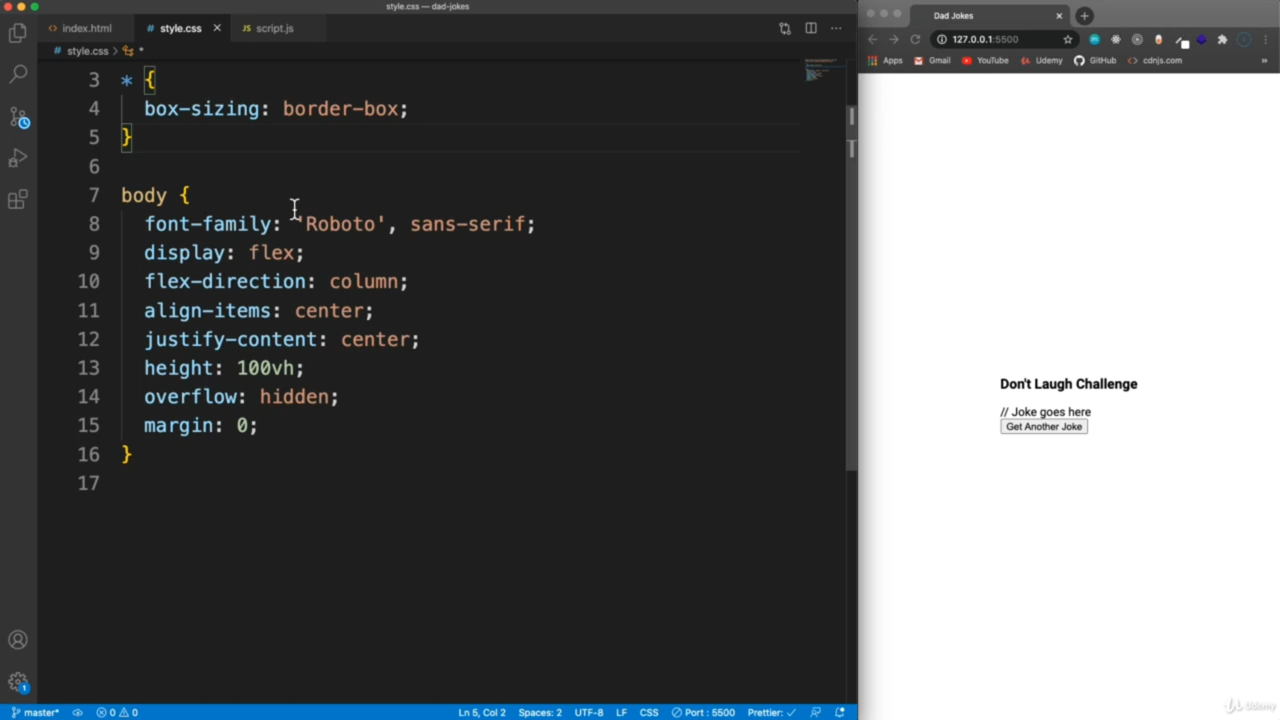 style.css — dad-jokes
index.html
style.css
script.js
style.css > *
3 * {
4 box-sizing: border-box;
5 }
6
7 body {
8 font-family: 'Roboto', sans-serif;
9 display: flex;
10 flex-direction: column;
11 align-items: center;
12 justify-content: center;
13 height: 100vh;
14 overflow: hidden;
15 margin: 0;
16 }
17
1
master* 0 0 Ln 5, Col 2 Spaces: 2 UTF-8 LF CSS Port : 5500 Prettier: ✓
Dad Jokes
127.0.0.1:5500
Apps Gmail YouTube Udemy GitHub cdnjs.com »
Don't Laugh Challenge
// Joke goes here
Get Another Joke
Udemy